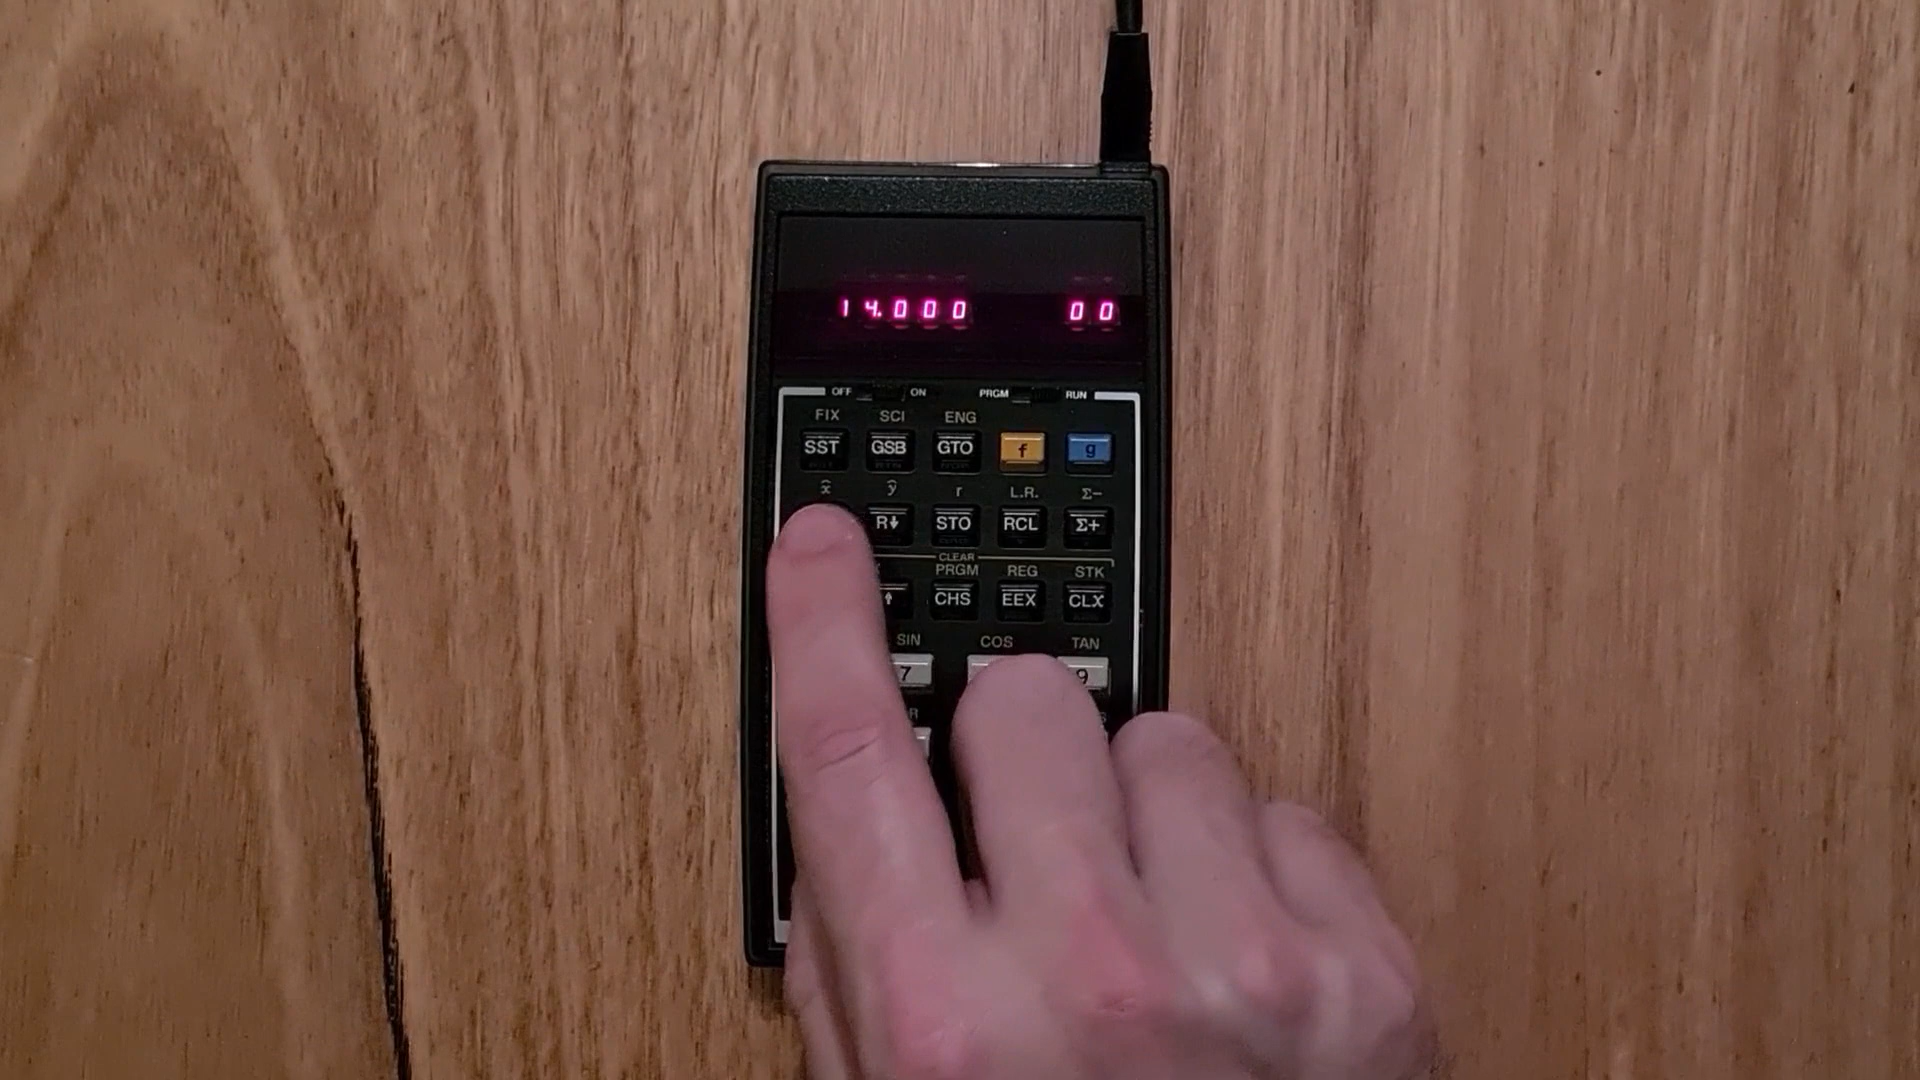 14.000 00
OFF ON PRGM RUN
FIX SCI ENG
SST GSB GTO f g
x̂ ŷ r L.R. Σ-
R↓ STO RCL Σ+
CLEAR
PRGM REG STK
CHS EEX CLX
SIN COS TAN
7 9